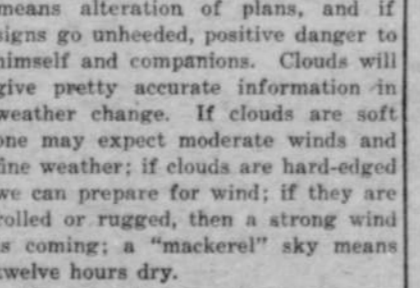 means alteration of plans, and if
signs go unheeded, positive danger to
himself and companions. Clouds will
give pretty accurate information in
weather change. If clouds are soft
one may expect moderate winds and
fine weather; if clouds are hard-edged
we can prepare for wind; if they are
rolled or rugged, then a strong wind
is coming; a "mackerel" sky means
twelve hours dry.